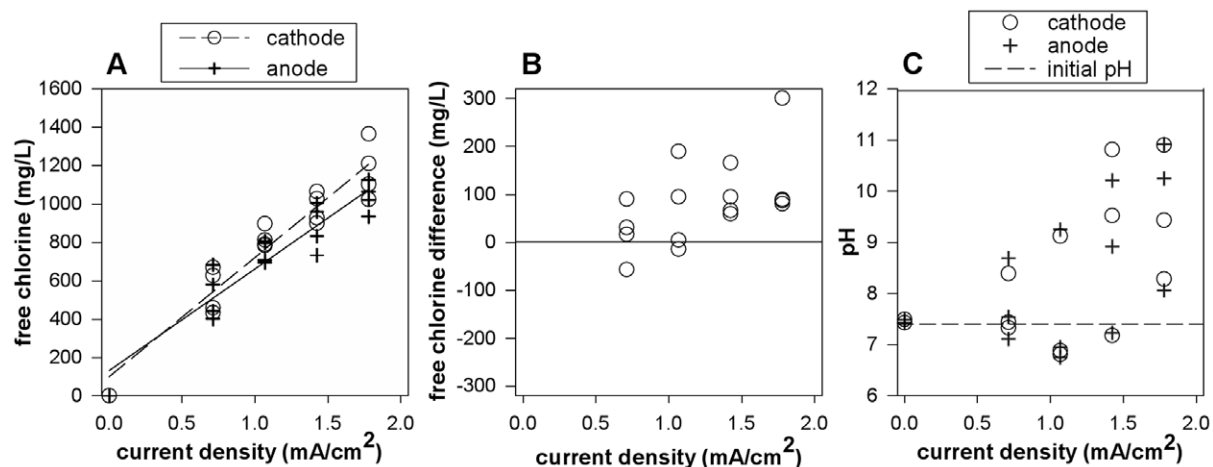 cathode
anode
A
free chlorine (mg/L)
1600
1400
1200
1000
800
600
400
200
0
0.0 0.5 1.0 1.5 2.0
current density (mA/cm²)
B
free chlorine difference (mg/L)
300
200
100
0
-100
-200
-300
0.0 0.5 1.0 1.5 2.0
current density (mA/cm²)
cathode
anode
initial pH
C
pH
12
11
10
9
8
7
6
0.0 0.5 1.0 1.5 2.0
current density (mA/cm²)